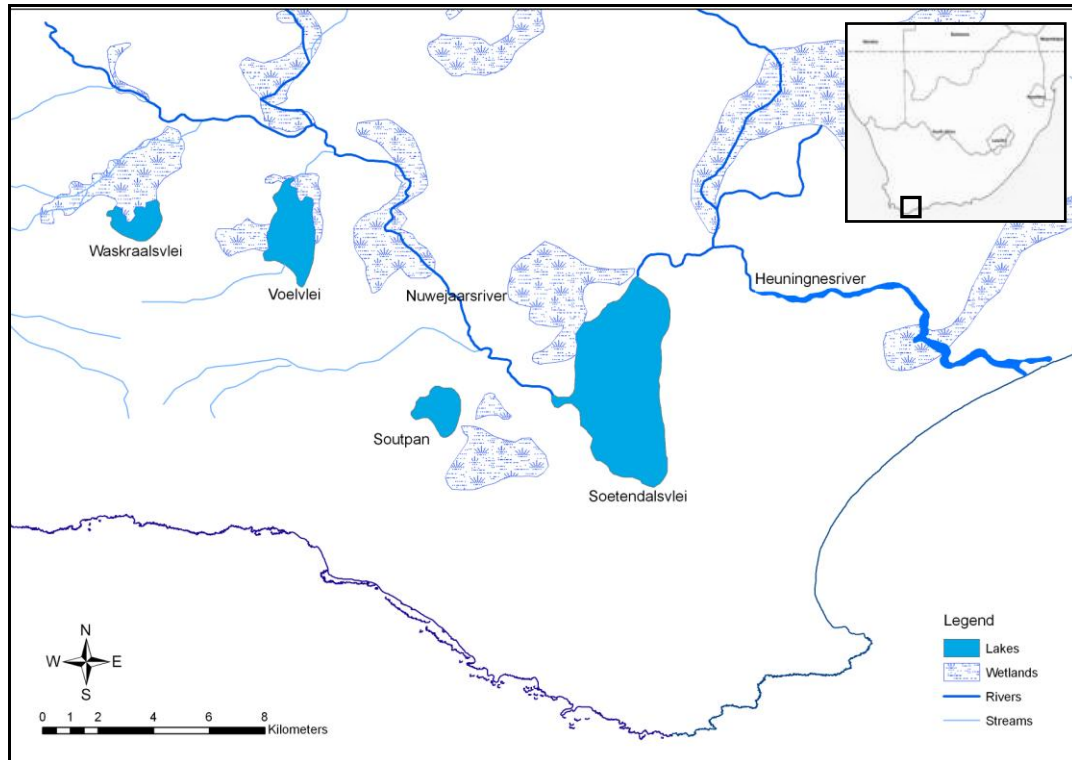 Waskraalsvlei
Voelvlei
Nuwejaarsriver
Heuningnesriver
Soutpan
Soetendalsvlei
N
W E
S
0 1 2 4 6 8
Kilometers
Legend
Lakes
Wetlands
Rivers
Streams